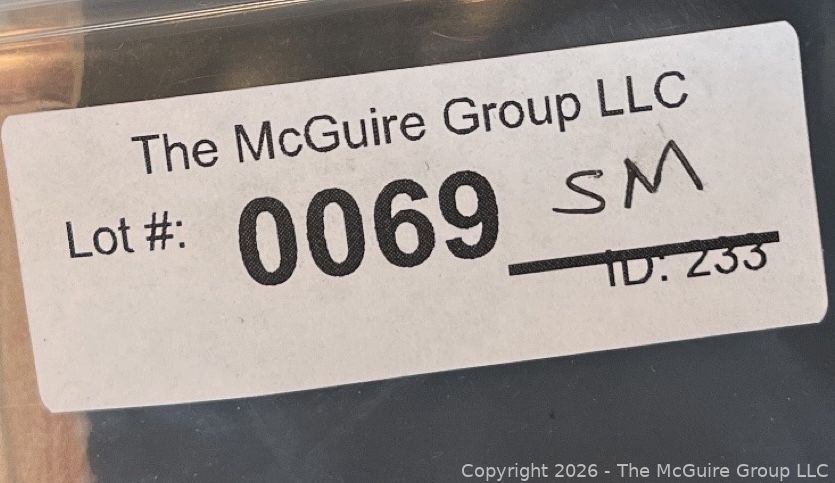 The McGuire Group LLC
Lot #: 0069 SM
ID: 233
Copyright 2026 - The McGuire Group LLC